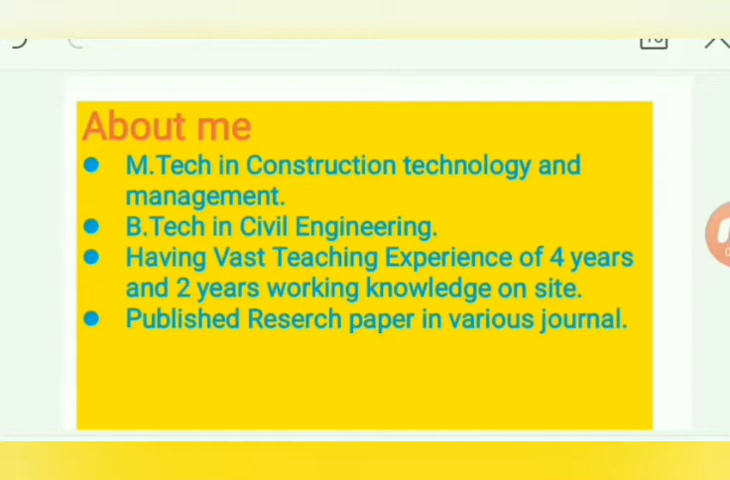 About me
M.Tech in Construction technology and
management.
B.Tech in Civil Engineering.
Having Vast Teaching Experience of 4 years
and 2 years working knowledge on site.
Published Reserch paper in various journal.